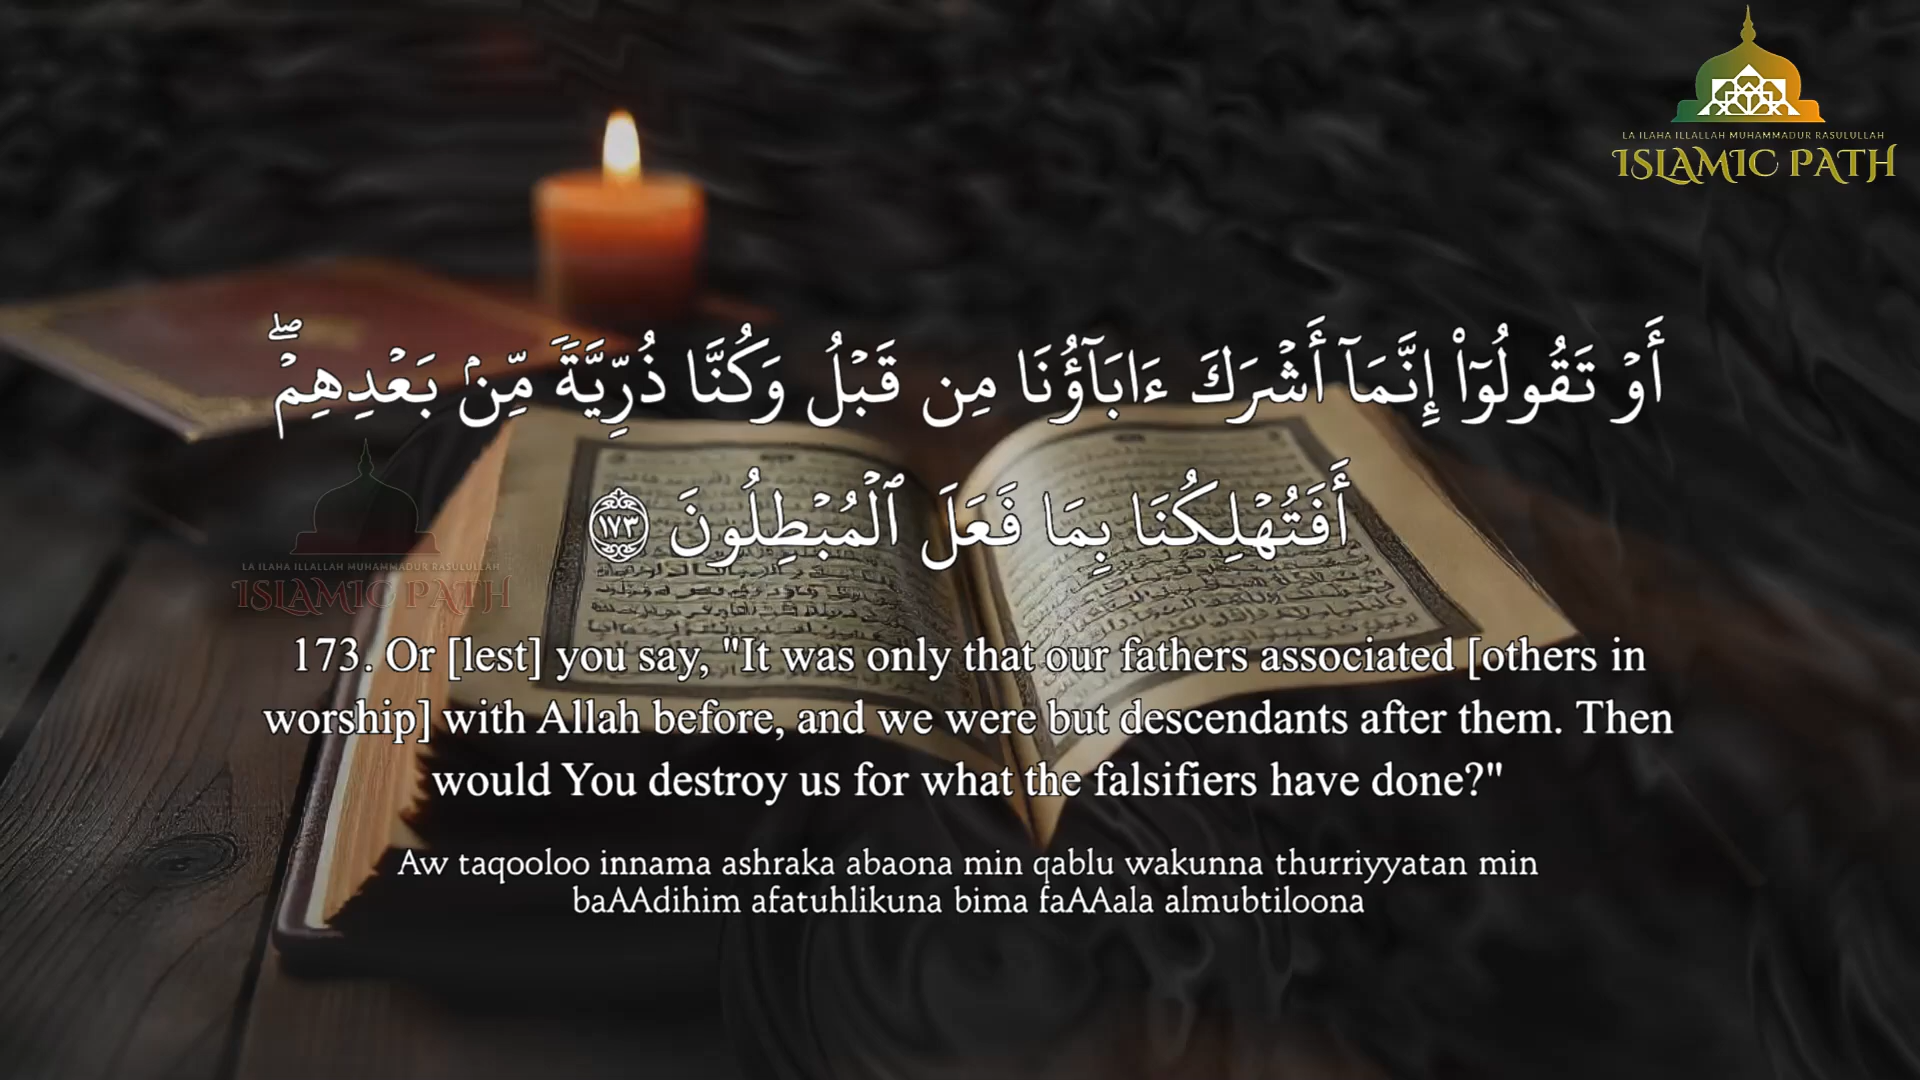 LA ILAHA ILLALLAH MUHAMMADUR RASULULLAH
ISLAMIC PATH
أَوْ تَقُولُوٓا۟ إِنَّمَآ أَشْرَكَ ءَابَآؤُنَا مِن قَبْلُ وَكُنَّا ذُرِّيَّةً مِّنۢ بَعْدِهِمْ ۖ
أَفَتُهْلِكُنَا بِمَا فَعَلَ ٱلْمُبْطِلُونَ ١٧٣
LA ILAHA ILLALLAH MUHAMMADUR RASULULLAH
ISLAMIC PATH
173. Or [lest] you say, "It was only that our fathers associated [others in
worship] with Allah before, and we were but descendants after them. Then
would You destroy us for what the falsifiers have done?"
Aw taqooloo innama ashraka abaona min qablu wakunna thurriyyatan min
baAAdihim afatuhlikuna bima faAAala almubtiloona